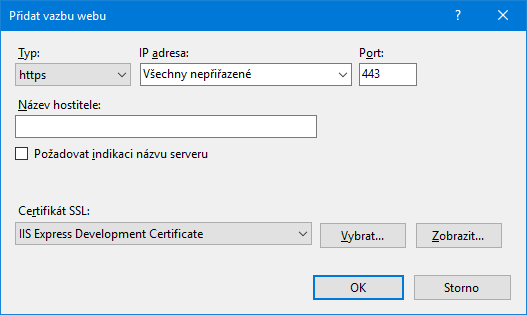 Přidat vazbu webu
Typ: IP adresa: Port:
https Všechny nepřiřazené 443
Název hostitele:
Požadovat indikaci názvu serveru
Certifikát SSL:
IIS Express Development Certificate Vybrat... Zobrazit...
OK Storno